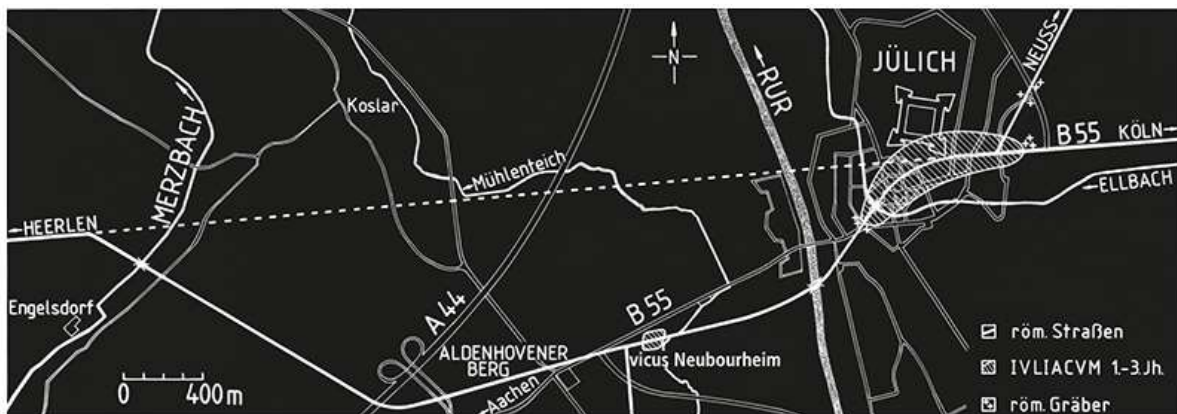 JÜLICH
NEUSS
N
RUR
Koslar
MERZBACH
Mühlenteich
B 55
KÖLN
ELLBACH
HEERLEN
Engelsdorf
A 44
B 55
ALDENHOVENER
BERG
vicus Neubourheim
Aachen
0 400 m
röm. Straßen
IVLIACVM 1.-3.Jh.
röm. Gräber